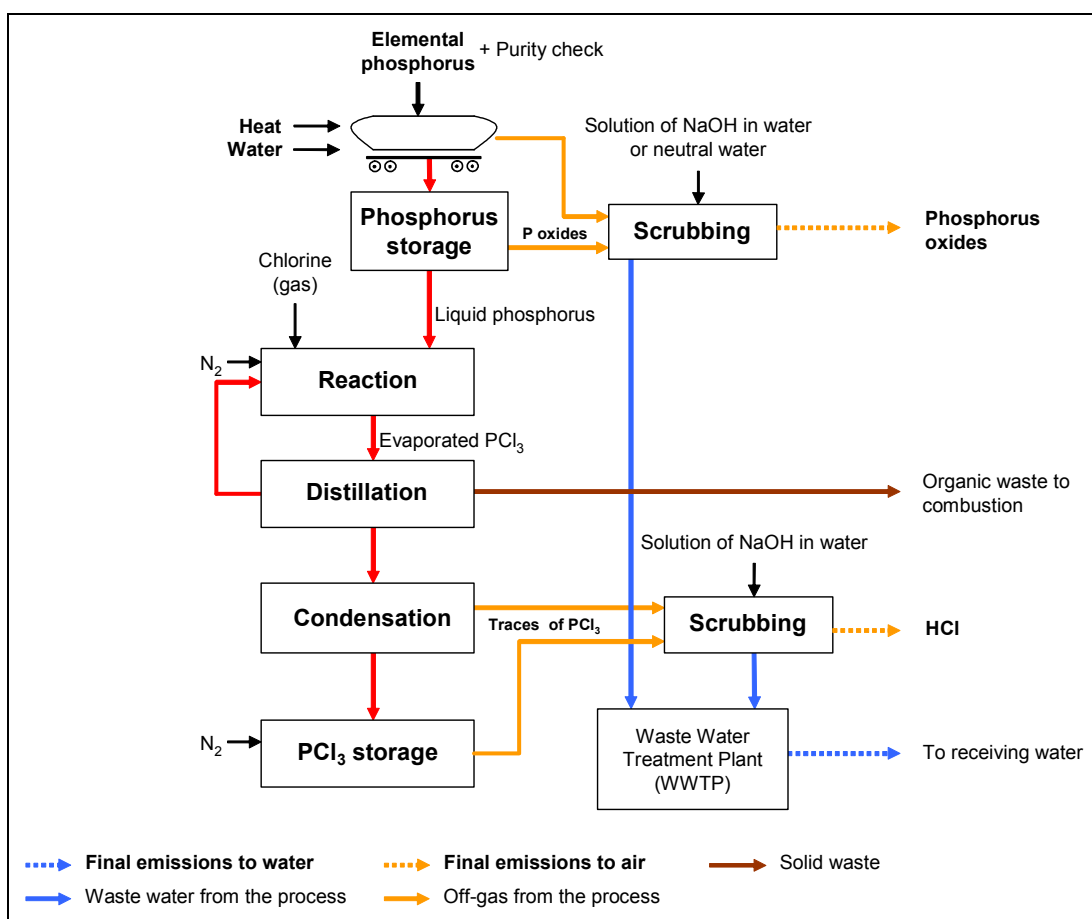 Elemental
phosphorus
+ Purity check
Heat
Water
Solution of NaOH in water
or neutral water
Phosphorus
storage
P oxides
Scrubbing
Phosphorus
oxides
Chlorine
(gas)
Liquid phosphorus
N₂
Reaction
Evaporated PCl₃
Distillation
Organic waste to
combustion
Solution of NaOH in water
Condensation
Traces of PCl₃
Scrubbing
HCl
N₂
PCl₃ storage
Waste Water
Treatment Plant
(WWTP)
To receiving water
Final emissions to water
Final emissions to air
Solid waste
Waste water from the process
Off-gas from the process